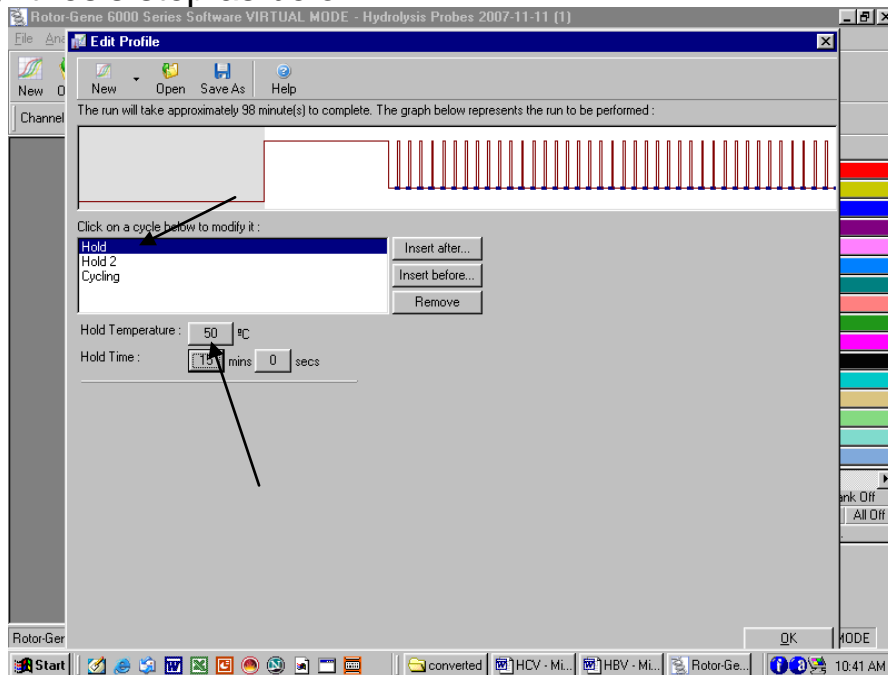 Rotor-Gene 6000 Series Software VIRTUAL MODE - Hydrolysis Probes 2007-11-11 (1)
File Ana
Edit Profile
New
New Open Save As Help
Channel
The run will take approximately 98 minute(s) to complete. The graph below represents the run to be performed :
Click on a cycle below to modify it :
Hold
Hold 2
Cycling
Insert after...
Insert before...
Remove
Hold Temperature : 50 ºC
Hold Time : 15 mins 0 secs
ank Off
All Off
Rotor-Ger
OK
MODE
Start
converted
HCV - Mi...
HBV - Mi...
Rotor-Ge...
10:41 AM